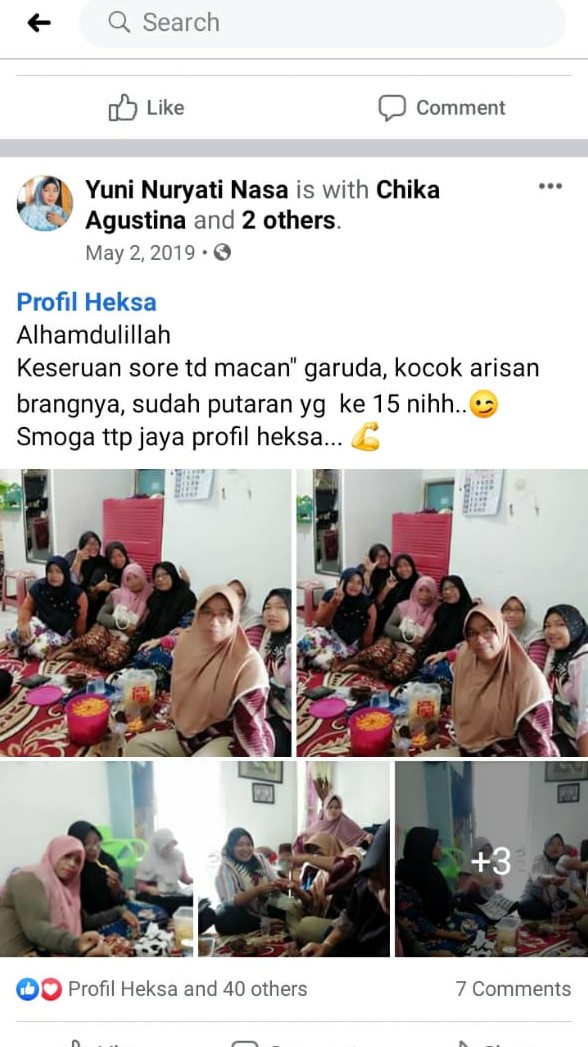 Search
Like Comment
Yuni Nuryati Nasa is with Chika
Agustina and 2 others.
May 2, 2019 •
Profil Heksa
Alhamdulillah
Keseruan sore td macan" garuda, kocok arisan
brangnya, sudah putaran yg ke 15 nihh..😉
Smoga ttp jaya profil heksa... 💪
+3
Profil Heksa and 40 others 7 Comments